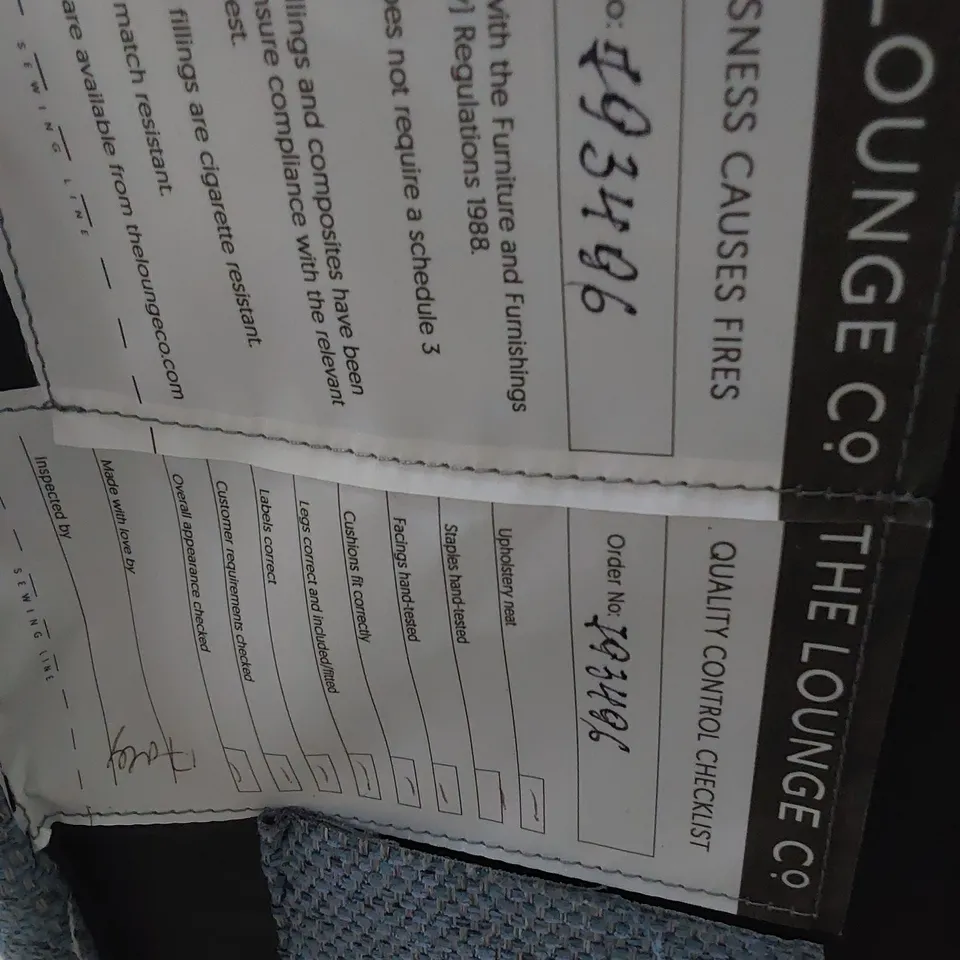 LOUNGE Co
SNESS CAUSES FIRES
o: 793496
with the Furniture and Furnishings
y) Regulations 1988.
oes not require a schedule 3
llings and composites have been
nsure compliance with the relevant
est.
fillings are cigarette resistant.
match resistant.
are available from theloungeco.com
SEWING LINE
THE LOUNGE Co
QUALITY CONTROL CHECKLIST
Order No: 793496
Upholstery neat
Staples hand-tested
Facings hand-tested
Cushions fit correctly
Legs correct and included/fitted
Labels correct
Customer requirements checked
Overall appearance checked
Made with love by
Inspected by
SEWING LINE